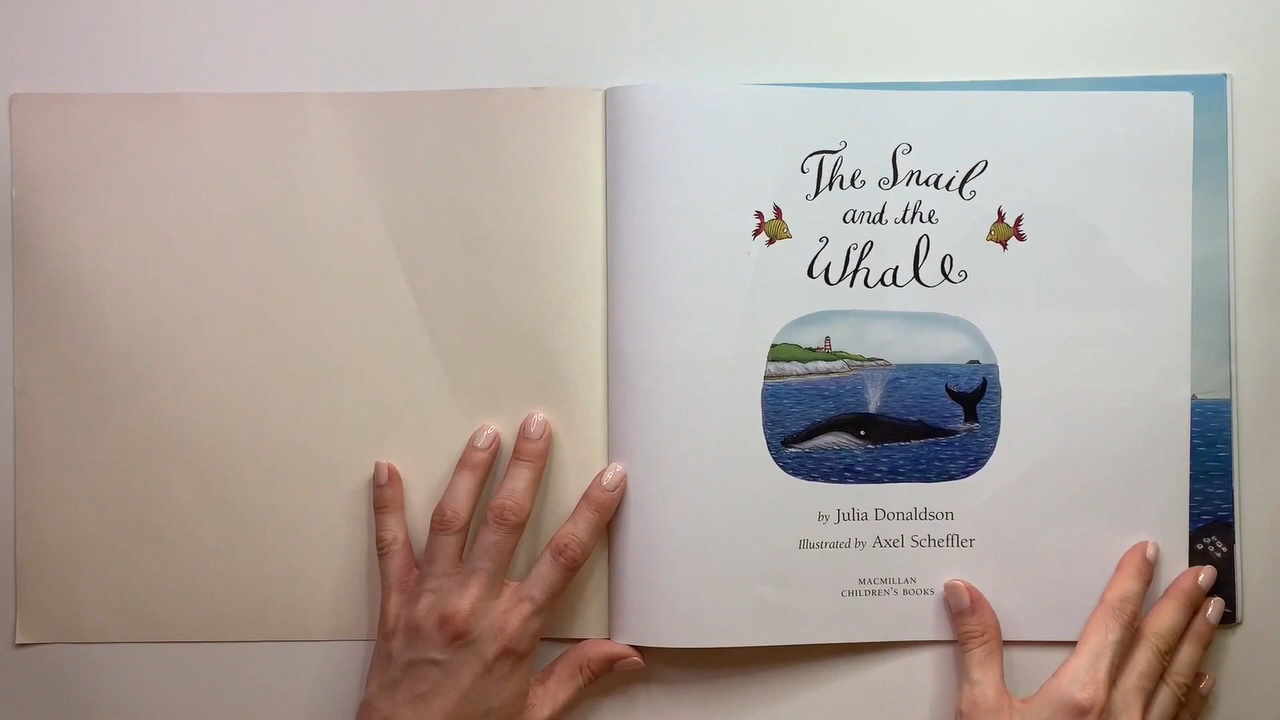 The Snail
and the
Whale
by Julia Donaldson
Illustrated by Axel Scheffler
MACMILLAN
CHILDREN'S BOOKS